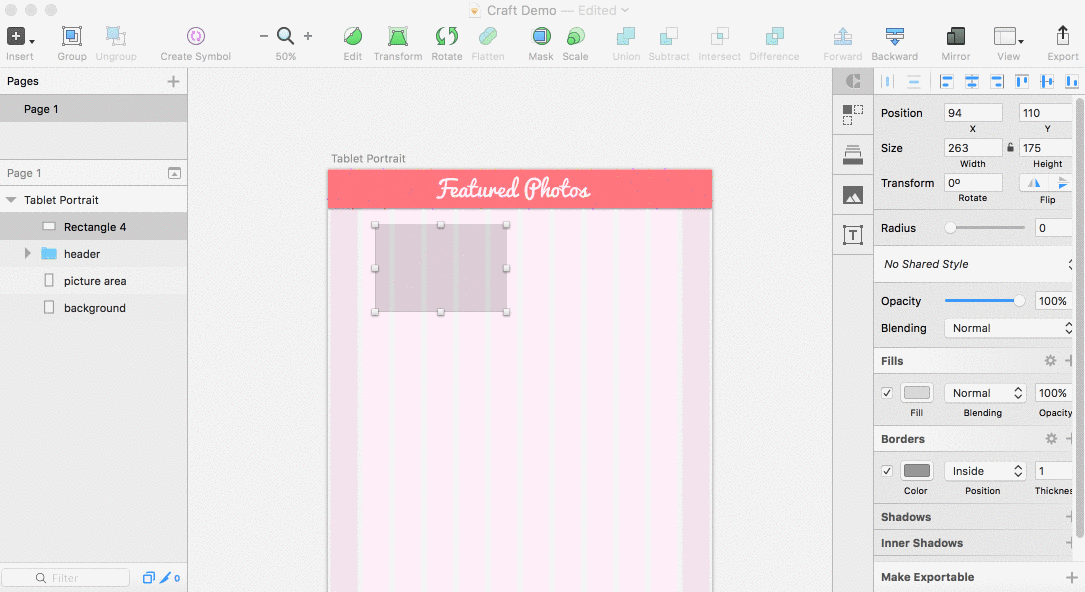 Craft Demo — Edited
Insert Group Ungroup Create Symbol 50% Edit Transform Rotate Flatten Mask Scale Union Subtract Intersect Difference Forward Backward Mirror View Export
Pages
Page 1
Page 1
Tablet Portrait
Rectangle 4
header
picture area
background
Filter 0
Tablet Portrait
Featured Photos
Position 94 110
X Y
Size 263 175
Width Height
Transform 0º
Rotate Flip
Radius 0
No Shared Style
Opacity 100%
Blending Normal
Fills
Normal 100%
Fill Blending Opacity
Borders
Inside 1
Color Position Thicknes
Shadows
Inner Shadows
Make Exportable